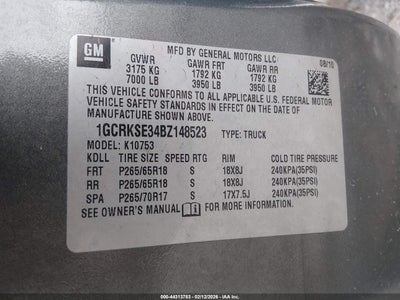 GM
MFD BY GENERAL MOTORS LLC
08/10
GVWR GAWR FRT GAWR RR
3175 KG 1792 KG 1792 KG
7000 LB 3950 LB 3950 LB
THIS VEHICLE CONFORMS TO ALL APPLICABLE U.S. FEDERAL MOTOR
VEHICLE SAFETY STANDARDS IN EFFECT ON THE DATE OF
MANUFACTURE SHOWN ABOVE.
1GCRKSE34BZ148523 TYPE: TRUCK
MODEL: K10753
KDLL TIRE SIZE SPEED RTG RIM COLD TIRE PRESSURE
FRT P265/65R18 S 18X8J 240KPA(35PSI)
RR P265/65R18 S 18X8J 240KPA(35PSI)
SPA P265/70R17 S 17X7.5J 240KPA(35PSI)
SEE OWNER'S MANUAL FOR MORE INFORMATION.
000-44313763 - 02/12/2026 - IAA